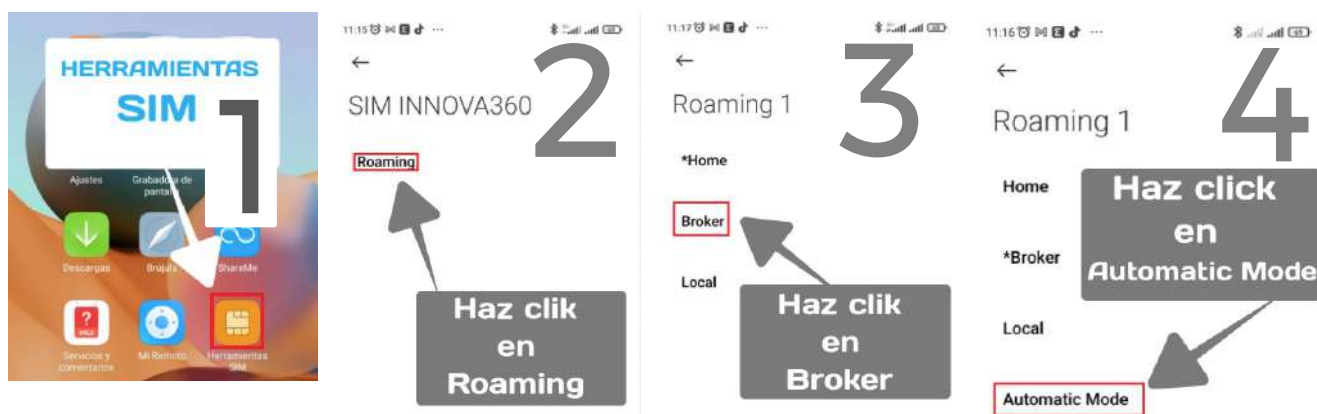 HERRAMIENTAS
SIM
1
Ajustes
Grabadora de
pantalla
Descargas
Brújula
ShareMe
Servicios y
comentarios
Mi Remoto
Herramientas
SIM
11:15
2
SIM INNOVA360
Roaming
Haz clik
en
Roaming
11:17
3
Roaming 1
*Home
Broker
Local
Haz clik
en
Broker
11:16
4
Roaming 1
Home
*Broker
Local
Automatic Mode
Haz click
en
Automatic Mode